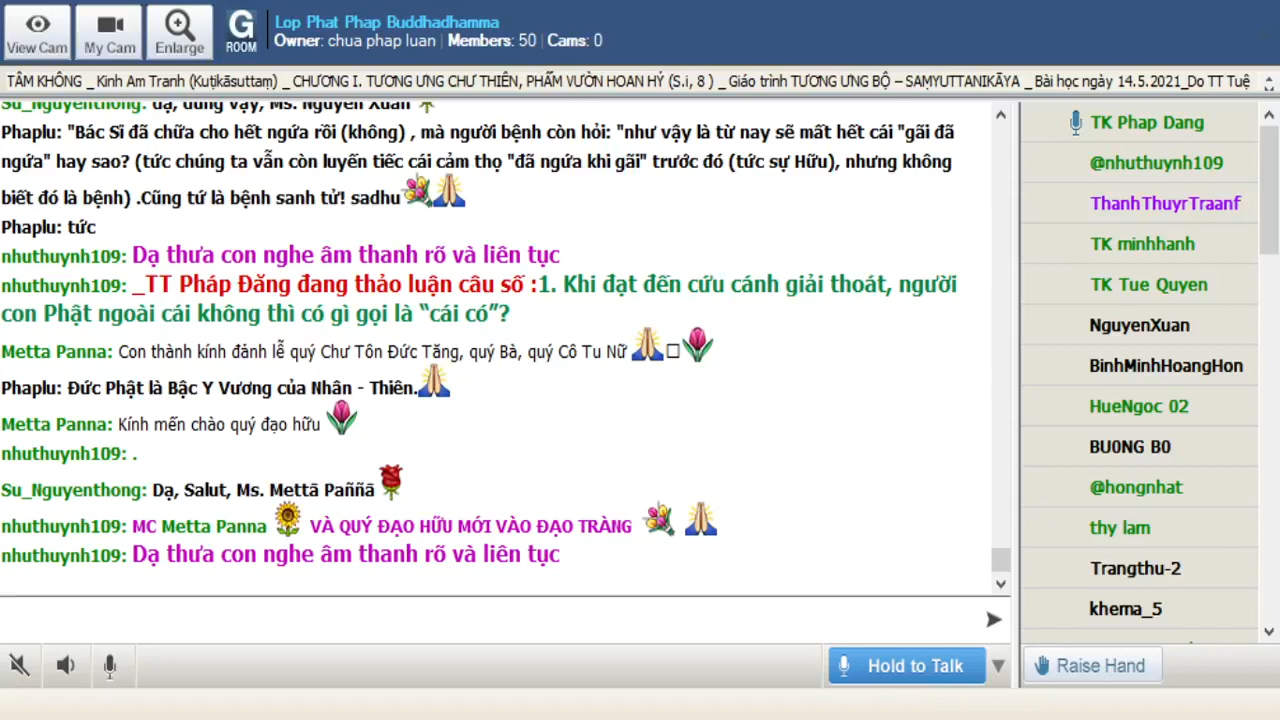 View Cam
My Cam
Enlarge
G
ROOM
Lop Phat Phap Buddhadhamma
Owner: chua phap luan | Members: 50 | Cams: 0
TÂM KHÔNG _Kinh Am Tranh (Kuṭikāsuttaṃ) _CHƯƠNG I. TƯƠNG ƯNG CHƯ THIÊN, PHẨM VƯỜN HOAN HỶ (S.i, 8 ) _Giáo trình TƯƠNG ƯNG BỘ – SAṂYUTTANIKĀYA _Bài học ngày 14.5.2021_Do TT Tuệ
Su_Nguyenthong: dạ, đúng vậy, Ms. Nguyen Xuan
Phaplu: "Bác Sĩ đã chữa cho hết ngứa rồi (không) , mà người bệnh còn hỏi: "như vậy là từ nay sẽ mất hết cái "gãi đã
ngứa" hay sao? (tức chúng ta vẫn còn luyến tiếc cái cảm thọ "đã ngứa khi gãi" trước đó (tức sự Hữu), nhưng không
biết đó là bệnh) .Cũng tứ là bệnh sanh tử! sadhu
Phaplu: tức
nhuthuynh109: Dạ thưa con nghe âm thanh rõ và liên tục
nhuthuynh109: _TT Pháp Đăng đang thảo luận câu số :1. Khi đạt đến cứu cánh giải thoát, người
con Phật ngoài cái không thì có gì gọi là “cái có”?
Metta Panna: Con thành kính đảnh lễ quý Chư Tôn Đức Tăng, quý Bà, quý Cô Tu Nữ
Phaplu: Đức Phật là Bậc Y Vương của Nhân - Thiên.
Metta Panna: Kính mến chào quý đạo hữu
nhuthuynh109: .
Su_Nguyenthong: Dạ, Salut, Ms. Mettā Paññā
nhuthuynh109: MC Metta Panna VÀ QUÝ ĐẠO HỮU MỚI VÀO ĐẠO TRÀNG
nhuthuynh109: Dạ thưa con nghe âm thanh rõ và liên tục
Hold to Talk
TK Phap Dang
@nhuthuynh109
ThanhThuyrTraanf
TK minhhanh
TK Tue Quyen
NguyenXuan
BinhMinhHoangHon
HueNgoc 02
BU0NG B0
@hongnhat
thy lam
Trangthu-2
khema_5
Raise Hand